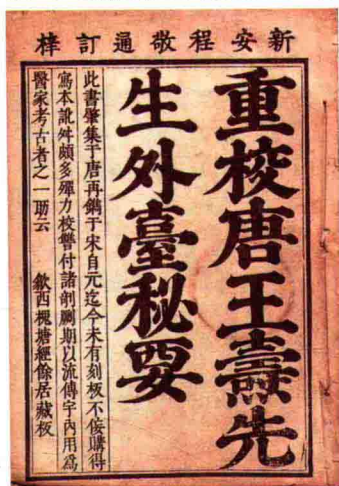 新安程敬通訂梓
重校唐王燾先
生外臺秘要
此書肇集于唐再鐫于宋自元迄今未有刻板不佞購得
寫本訛舛頗多殫力校讐付諸剞劂期以流傳宇內用爲
醫家考古者之一助云　歙西槐塘經餘居藏板